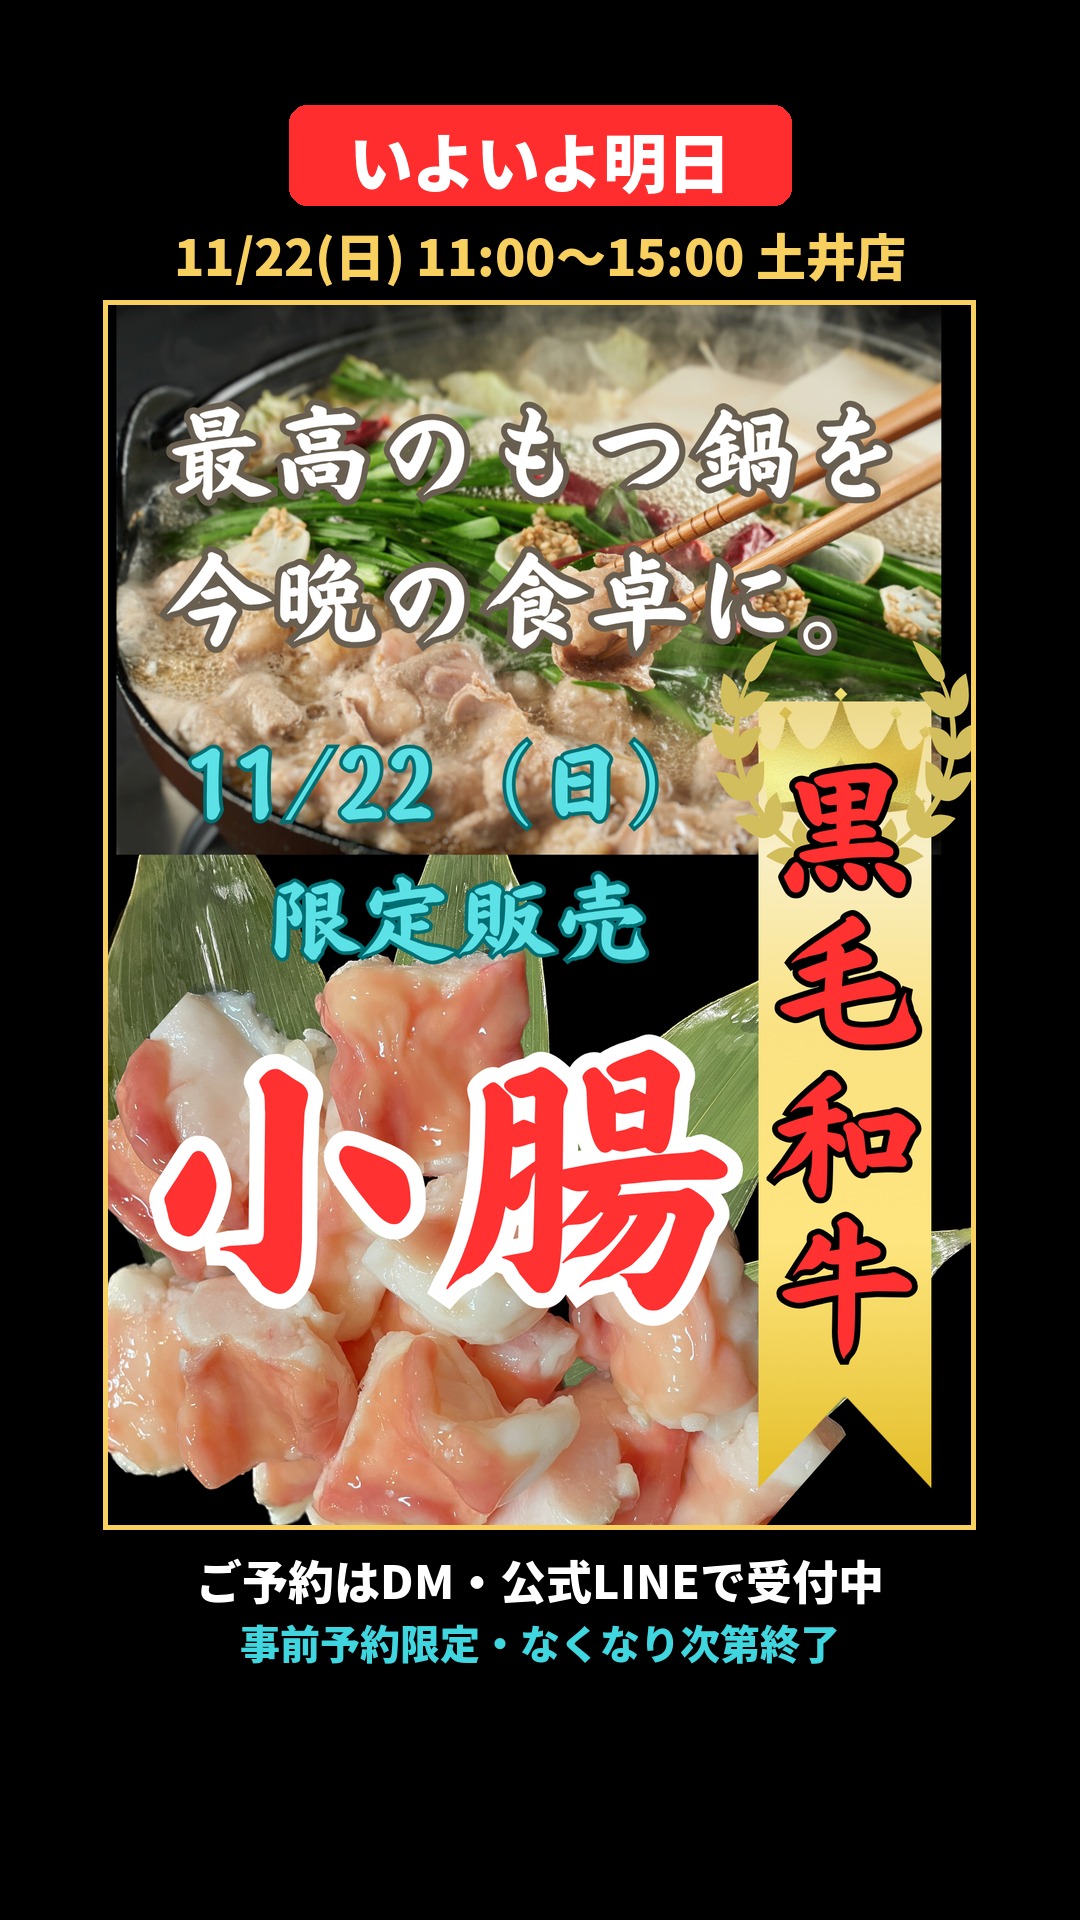 いよいよ明日
11/22(日) 11:00〜15:00 土井店
最高のもつ鍋を
今晩の食卓に。
11/22（日）
限定販売
小腸
黒毛和牛
ご予約はDM・公式LINEで受付中
事前予約限定・なくなり次第終了